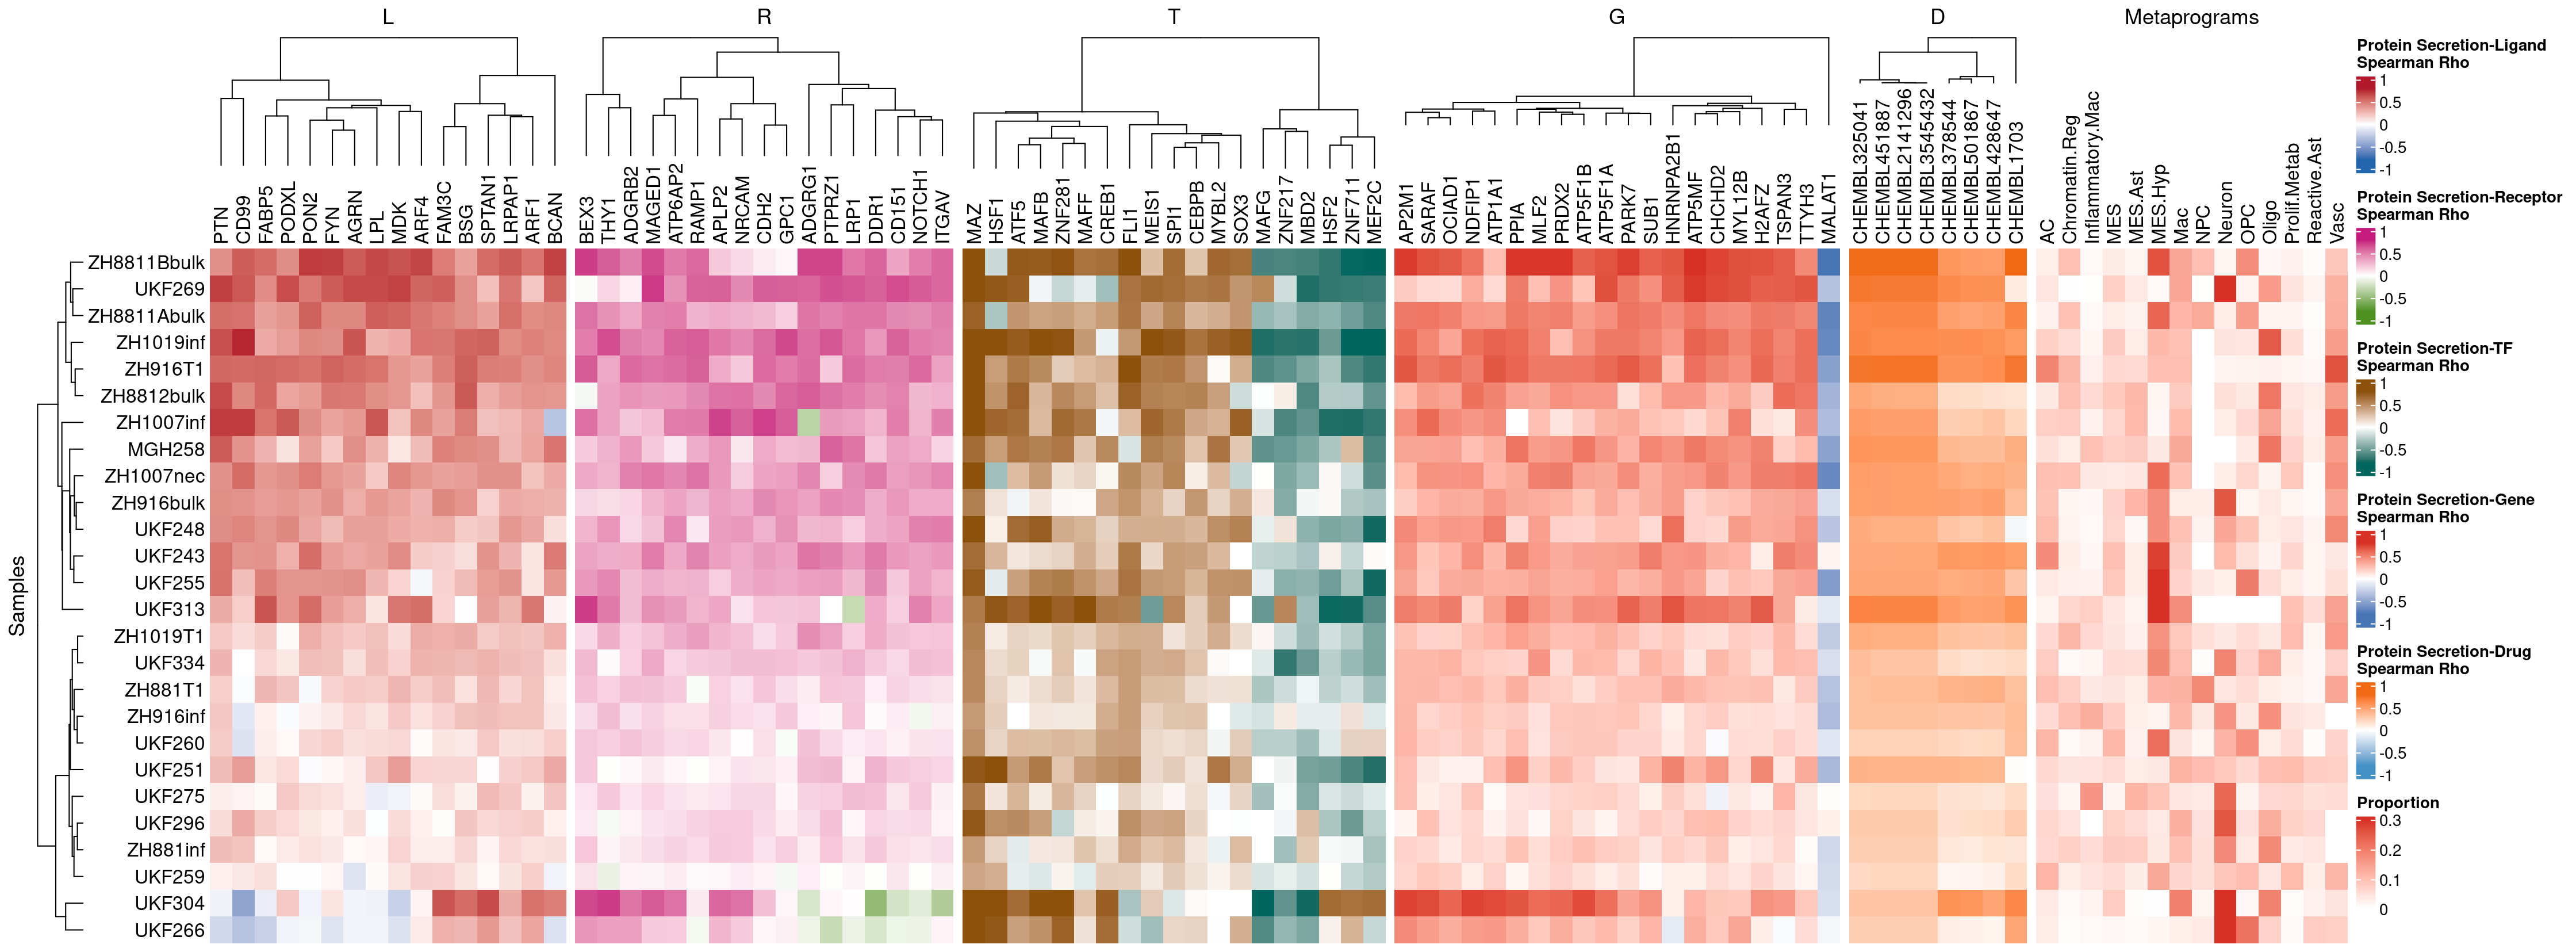 L R T G D Metaprograms
PTN CD99 FABP5 PODXL PON2 FYN AGRN LPL MDK ARF4 FAM3C BSG SPTAN1 LRPAP1 ARF1 BCAN
BEX3 THY1 ADGRB2 MAGED1 ATP6AP2 RAMP1 APLP2 NRCAM CDH2 GPC1 ADGRG1 PTPRZ1 LRP1 DDR1 CD151 NOTCH1 ITGAV
MAZ HSF1 ATF5 MAFB ZNF281 MAFF CREB1 FLI1 MEIS1 SPI1 CEBPB MYBL2 SOX3 MAFG ZNF217 MBD2 HSF2 ZNF711 MEF2C
AP2M1 SARAF OCIAD1 NDFIP1 ATP1A1 PPIA MLF2 PRDX2 ATP5F1B ATP5F1A PARK7 SUB1 HNRNPA2B1 ATP5MF CHCHD2 MYL12B H2AFZ TSPAN3 TTYH3 MALAT1
CHEMBL325041 CHEMBL451887 CHEMBL2141296 CHEMBL3545432 CHEMBL378544 CHEMBL501867 CHEMBL428647 CHEMBL1703
AC Chromatin.Reg Inflammatory.Mac MES MES.Ast MES.Hyp Mac NPC Neuron OPC Oligo Prolif.Metab Reactive.Ast Vasc
Samples
ZH8811Bbulk
UKF269
ZH8811Abulk
ZH1019inf
ZH916T1
ZH8812bulk
ZH1007inf
MGH258
ZH1007nec
ZH916bulk
UKF248
UKF243
UKF255
UKF313
ZH1019T1
UKF334
ZH881T1
ZH916inf
UKF260
UKF251
UKF275
UKF296
ZH881inf
UKF259
UKF304
UKF266
Protein Secretion-Ligand
Spearman Rho
1
0.5
0
-0.5
-1
Protein Secretion-Receptor
Spearman Rho
1
0.5
0
-0.5
-1
Protein Secretion-TF
Spearman Rho
1
0.5
0
-0.5
-1
Protein Secretion-Gene
Spearman Rho
1
0.5
0
-0.5
-1
Protein Secretion-Drug
Spearman Rho
1
0.5
0
-0.5
-1
Proportion
0.3
0.2
0.1
0